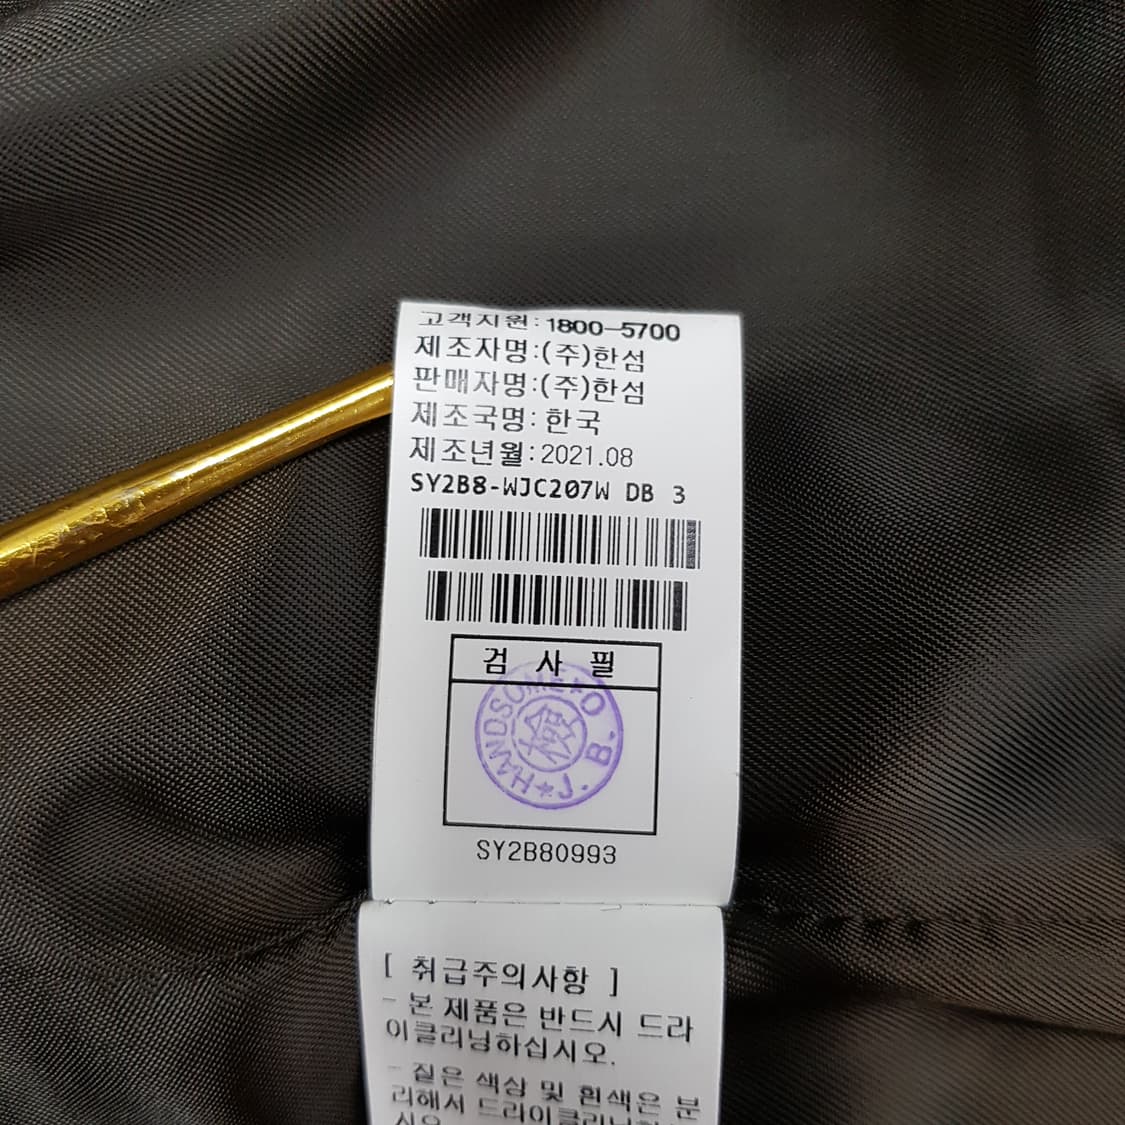 고객지원:1800-5700
제조자명:(주)한섬
판매자명:(주)한섬
제조국명: 한국
제조년월:2021.08
SY2B8-WJC207W DB 3
검 사 필
HANDSOME★O.J.B.★
檢
SY2B80993
[ 취급주의사항 ]
- 본 제품은 반드시 드라
이클리닝하십시오.
- 짙은 색상 및 흰색은 분
리해서 드라이클리닝하
시오